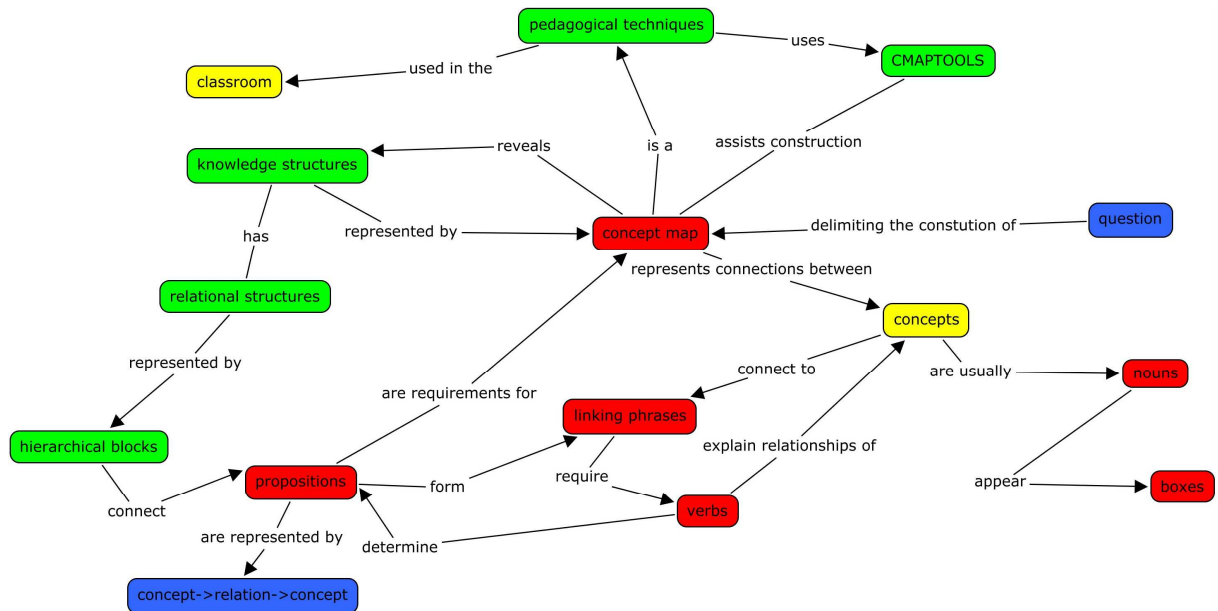 pedagogical techniques
uses
CMAPTOOLS
used in the
classroom
reveals
is a
assists construction
knowledge structures
concept map
delimiting the constution of
question
has
represented by
represents connections between
relational structures
concepts
represented by
connect to
are usually
nouns
are requirements for
linking phrases
hierarchical blocks
explain relationships of
propositions
form
require
appear
boxes
connect
verbs
are represented by
determine
concept->relation->concept